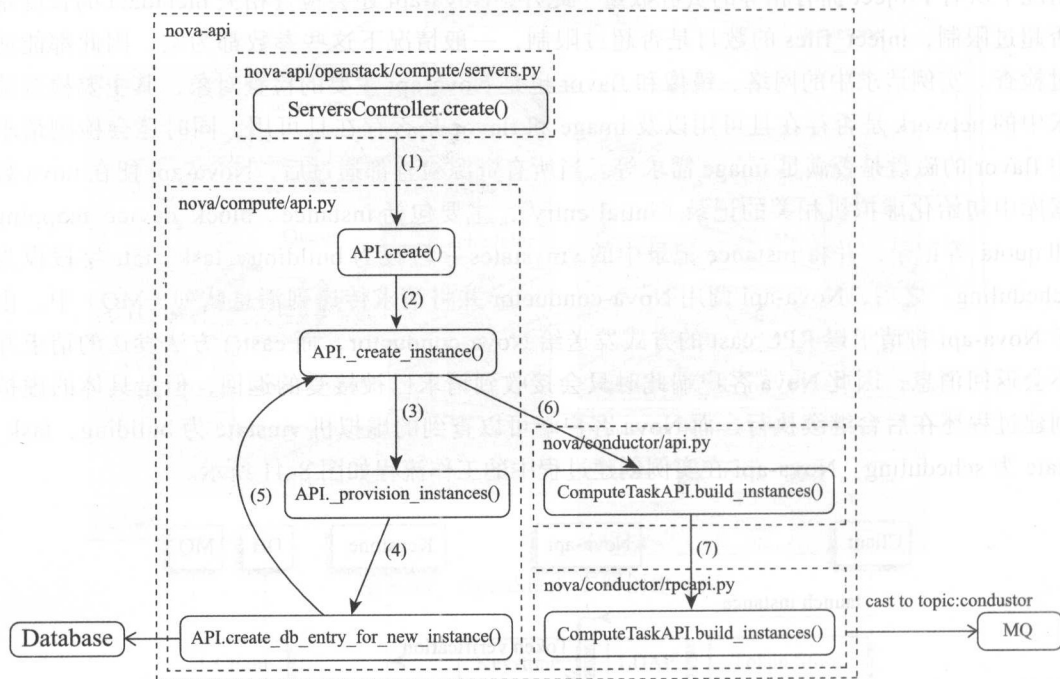 nova-api
nova-api/openstack/compute/servers.py
ServersController.create()
(1)
nova/compute/api.py
API.create()
(2)
API._create_instance()
(3)
(6)
nova/conductor/api.py
(5)
API._provision_instances()
ComputeTaskAPI.build_instances()
(4)
(7)
nova/conductor/rpcapi.py
cast to topic:condustor
Database
API.create_db_entry_for_new_instance()
ComputeTaskAPI.build_instances()
MQ